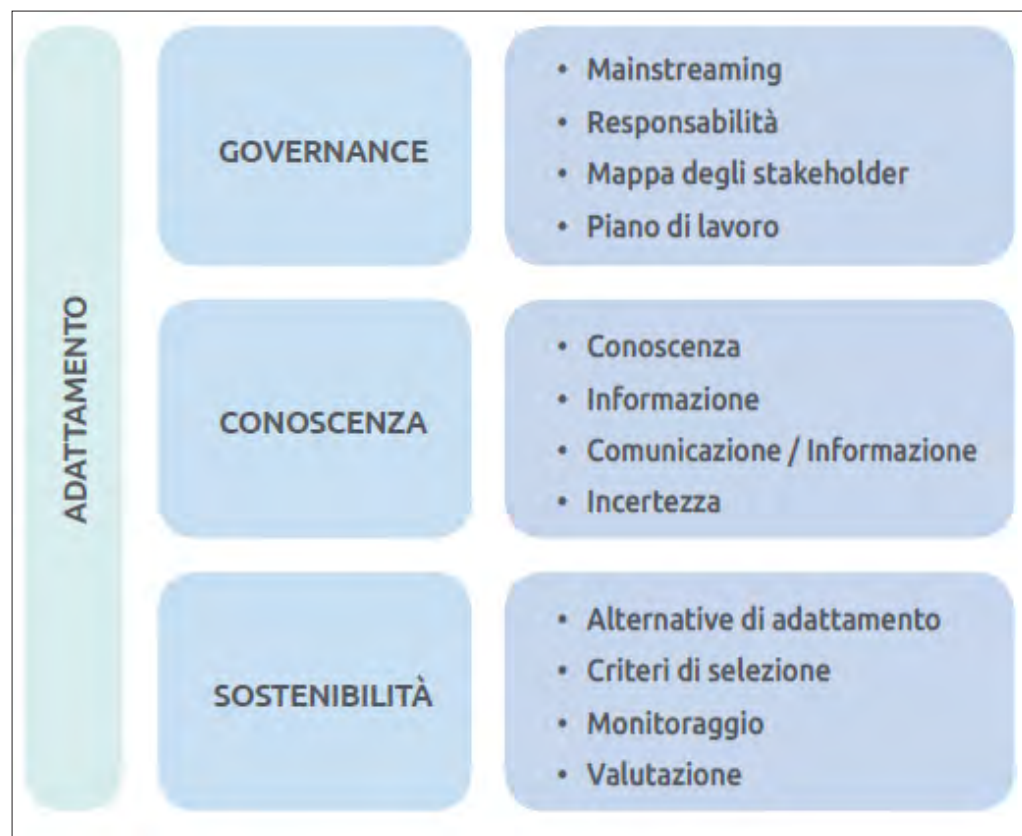 ADATTAMENTO
GOVERNANCE
• Mainstreaming
• Responsabilità
• Mappa degli stakeholder
• Piano di lavoro
CONOSCENZA
• Conoscenza
• Informazione
• Comunicazione / Informazione
• Incertezza
SOSTENIBILITÀ
• Alternative di adattamento
• Criteri di selezione
• Monitoraggio
• Valutazione